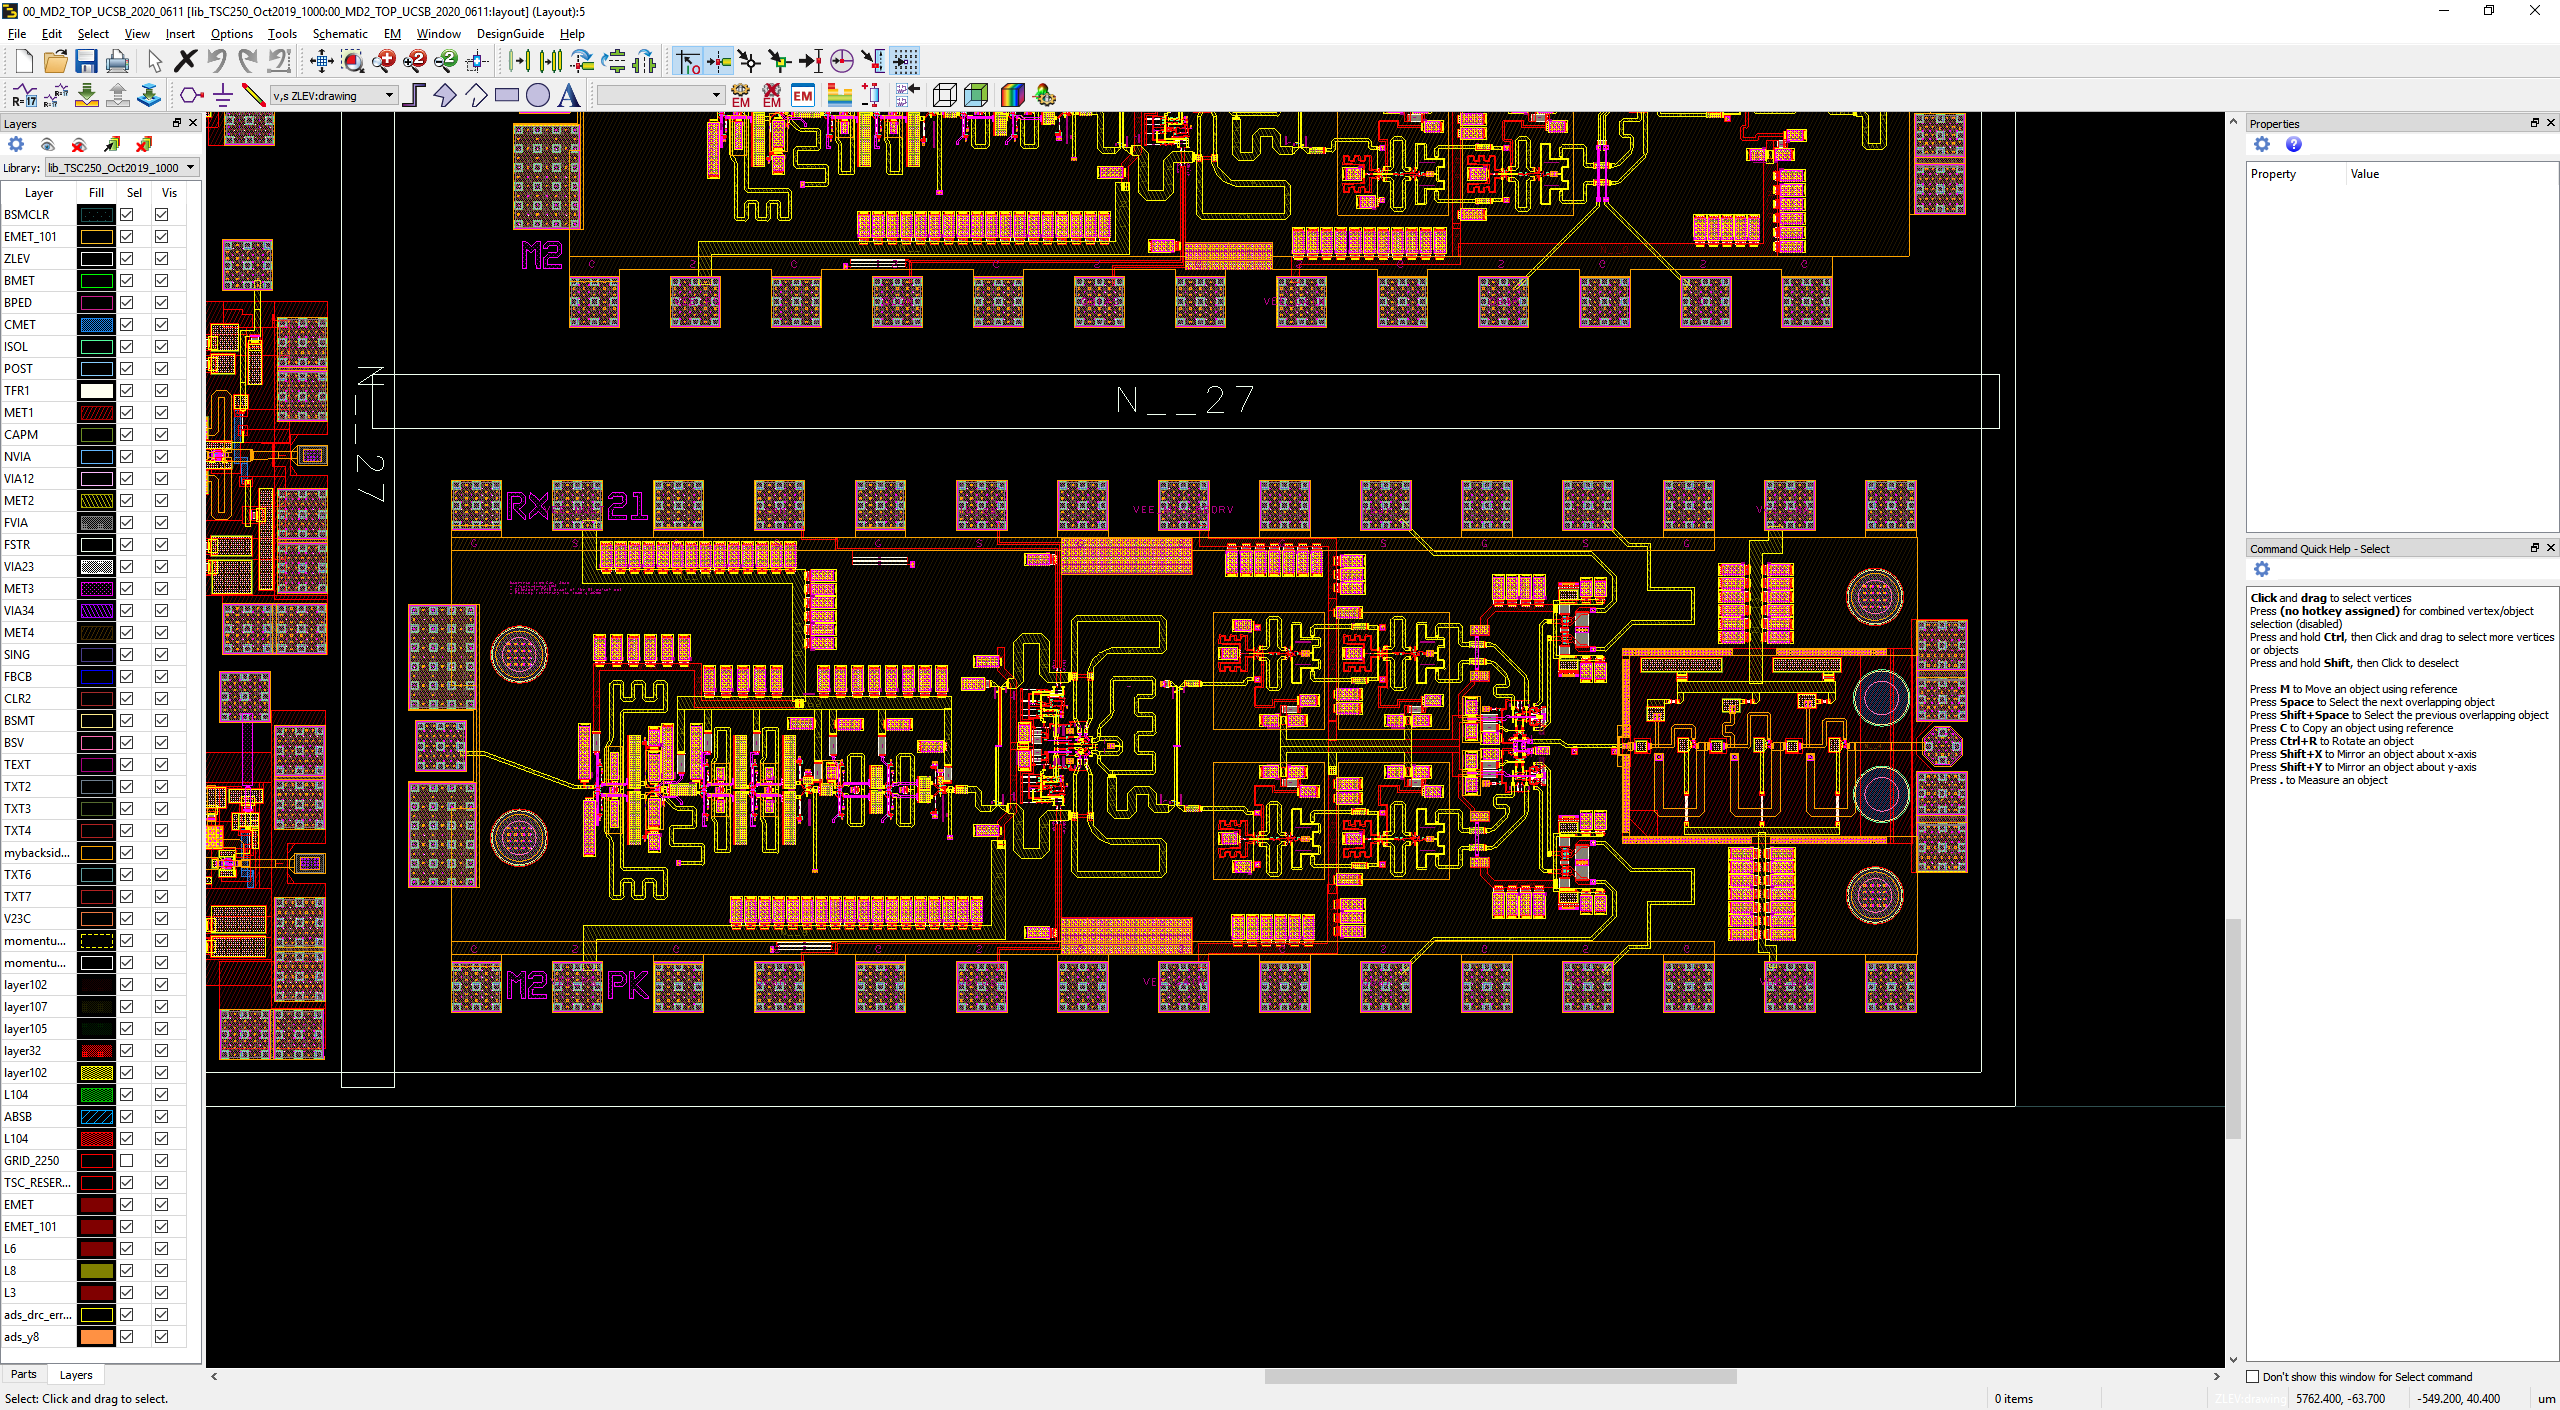 00_MD2_TOP_UCSB_2020_0611 [lib_TSC250_Oct2019_1000:00_MD2_TOP_UCSB_2020_0611:layout] (Layout):5
File Edit Select View Insert Options Tools Schematic EM Window DesignGuide Help
v,s ZLEV:drawing
EM EM EM
Layers
Library: lib_TSC250_Oct2019_1000
Layer Fill Sel Vis
BSMCLR
EMET_101
ZLEV
BMET
BPED
CMET
ISOL
POST
TFR1
MET1
CAPM
NVIA
VIA12
MET2
FVIA
FSTR
VIA23
MET3
VIA34
MET4
SING
FBCB
CLR2
BSMT
BSV
TEXT
TXT2
TXT3
TXT4
mybacksid...
TXT6
TXT7
V23C
momentu...
momentu...
layer102
layer107
layer105
layer32
layer102
L104
ABSB
L104
GRID_2250
TSC_RESER...
EMET
EMET_101
L6
L8
L3
ads_drc_err...
ads_y8
Parts Layers
Select: Click and drag to select.
M2
N__27
N__27
RX 21
M2 PK
Properties
Property Value
Command Quick Help - Select
Click and drag to select vertices
Press (no hotkey assigned) for combined vertex/object
selection (disabled)
Press and hold Ctrl, then Click and drag to select more vertices
or objects
Press and hold Shift, then Click to deselect
Press M to Move an object using reference
Press Space to Select the next overlapping object
Press Shift+Space to Select the previous overlapping object
Press C to Copy an object using reference
Press Ctrl+R to Rotate an object
Press Shift+X to Mirror an object about x-axis
Press Shift+Y to Mirror an object about y-axis
Press . to Measure an object
Don't show this window for Select command
0 items ZLEV:drawing 5762.400, -63.700 -549.200, 40.400 um